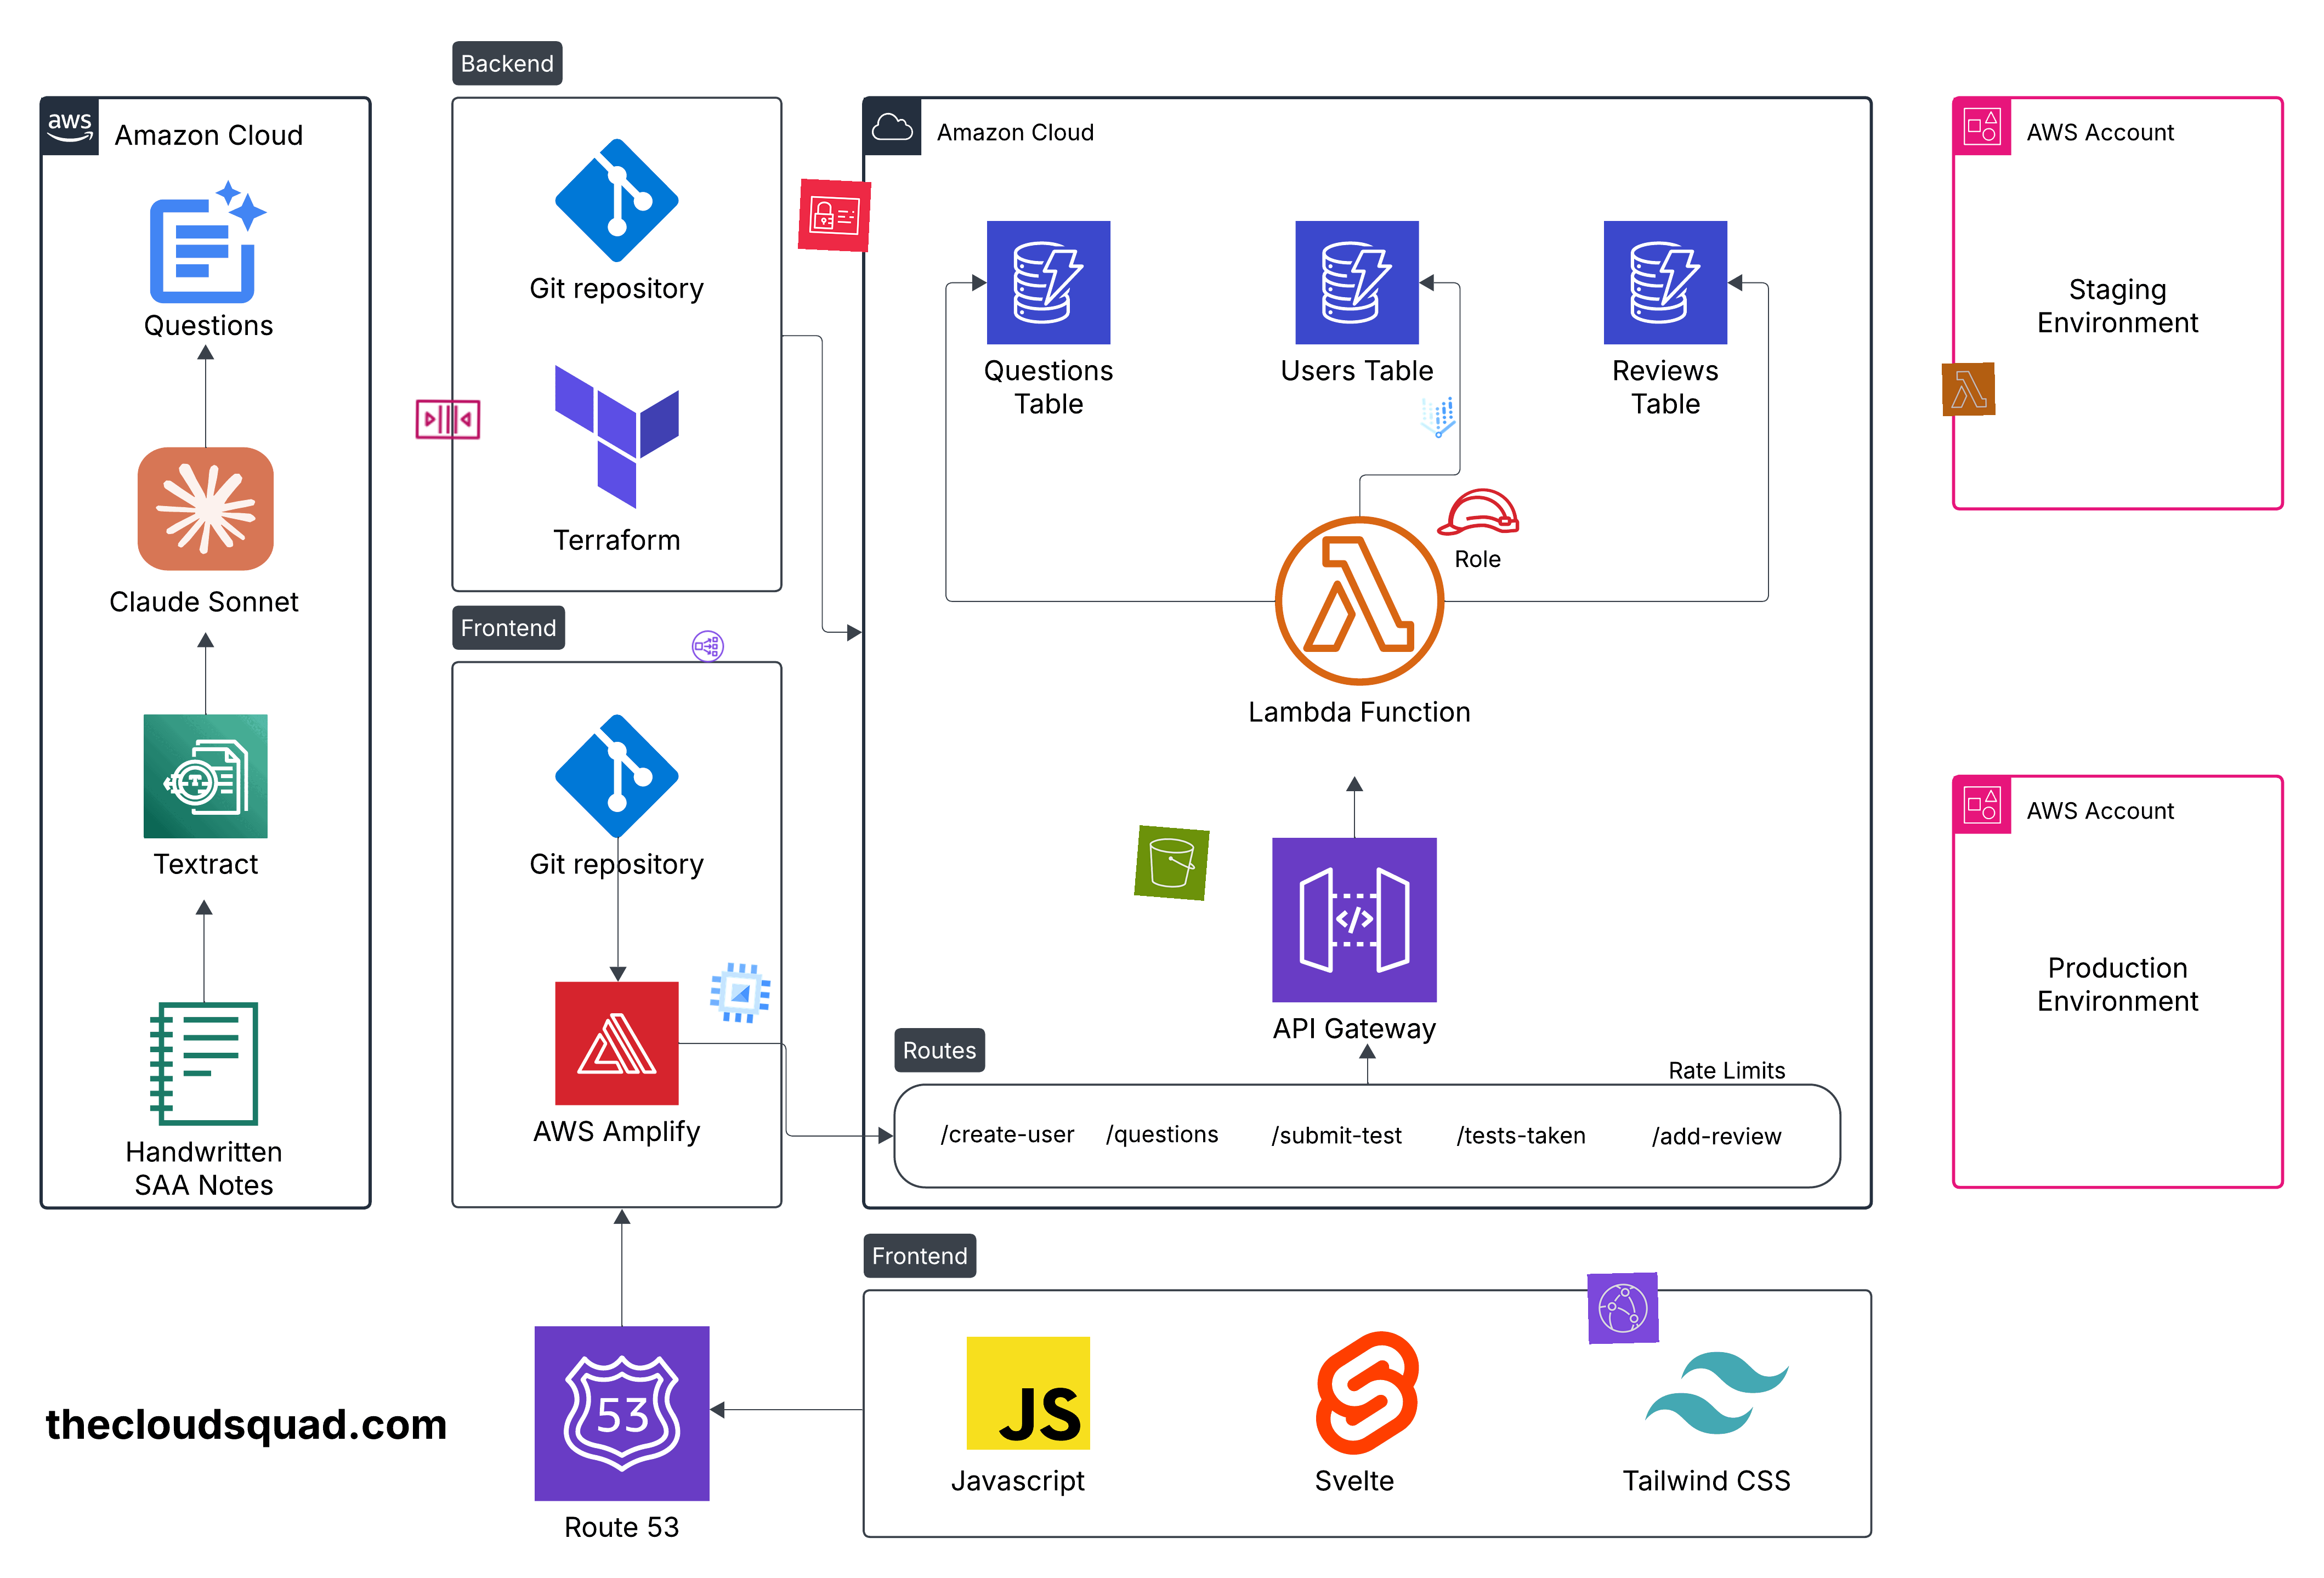 Backend
aws
Amazon Cloud
Questions
Claude Sonnet
Textract
Handwritten
SAA Notes
Git repository
Terraform
Frontend
Git repository
AWS Amplify
Amazon Cloud
Questions
Table
Users Table
Reviews
Table
Role
Lambda Function
API Gateway
Routes
Rate Limits
/create-user
/questions
/submit-test
/tests-taken
/add-review
AWS Account
Staging
Environment
AWS Account
Production
Environment
thecloudsquad.com
53
Route 53
Frontend
JS
Javascript
Svelte
Tailwind CSS